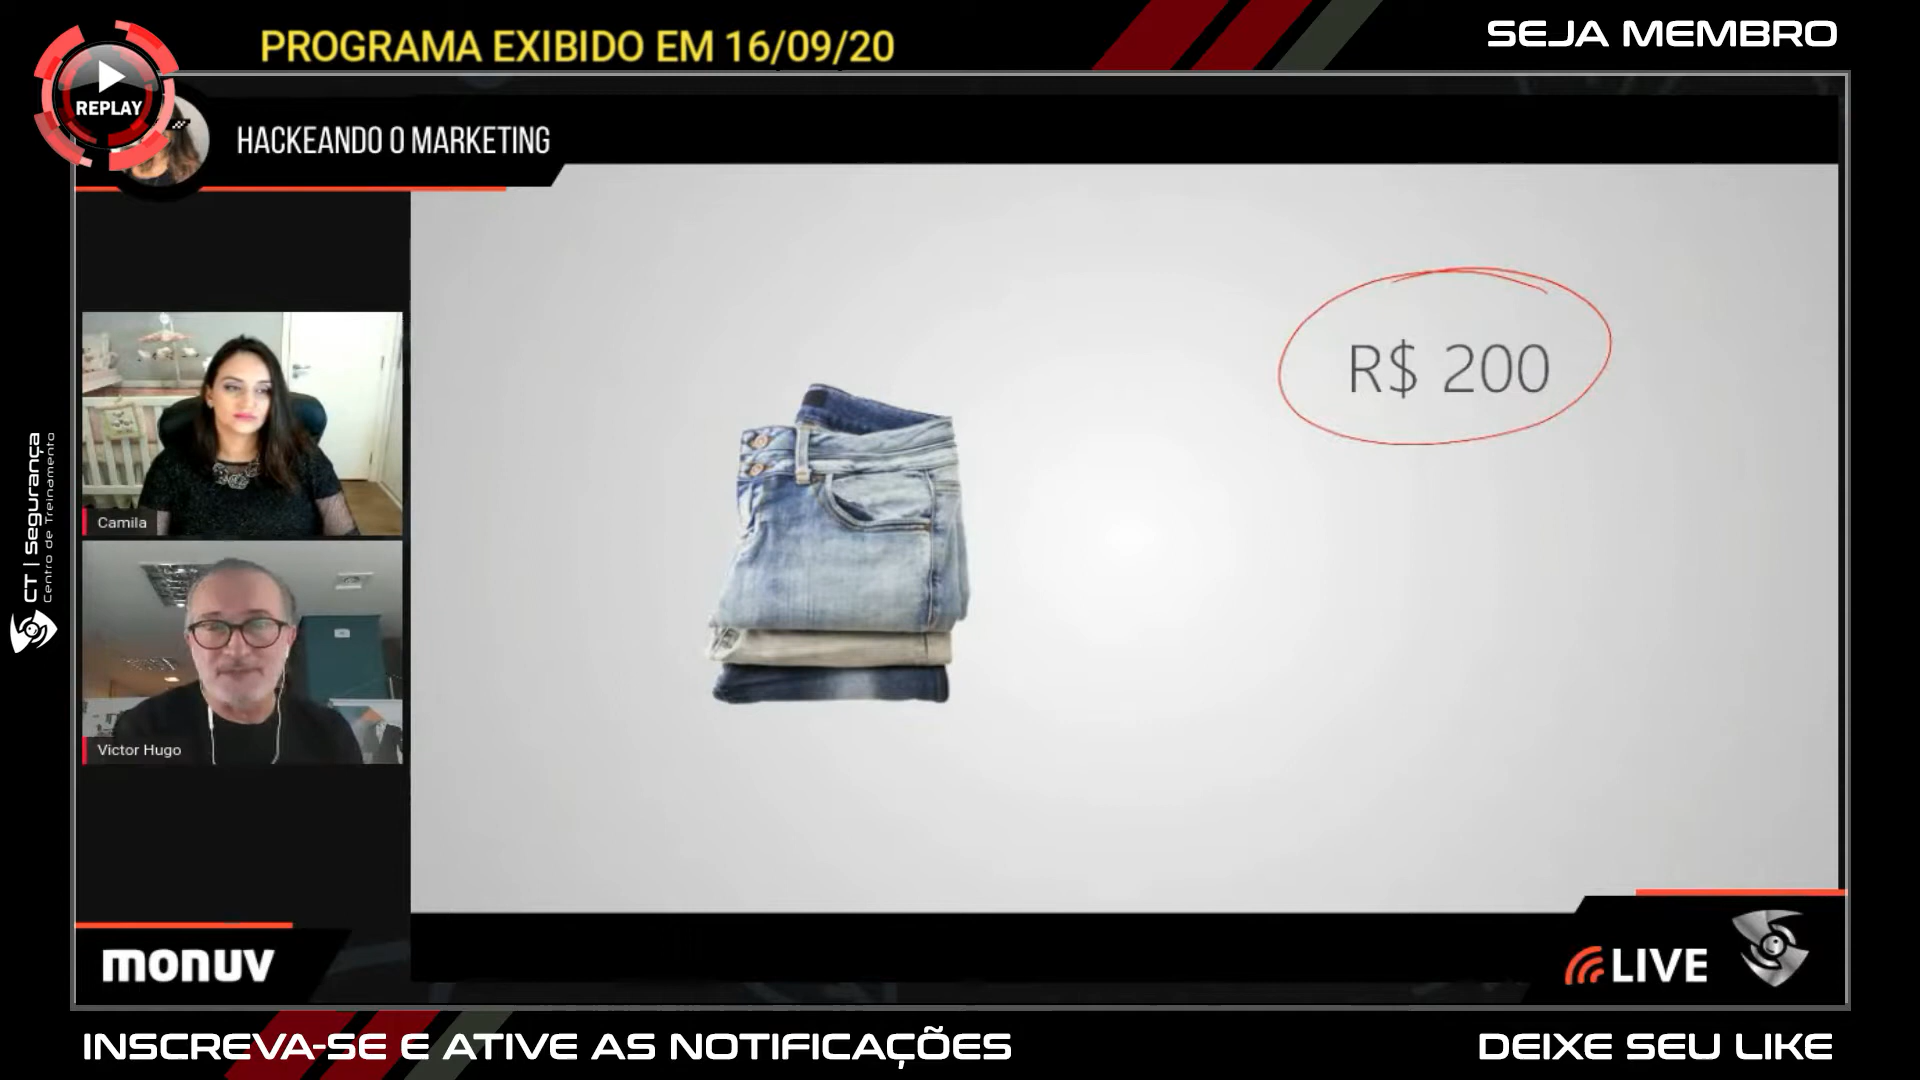 PROGRAMA EXIBIDO EM 16/09/20
SEJA MEMBRO
REPLAY
HACKEANDO O MARKETING
R$ 200
Camila
Victor Hugo
CT | Segurança
Centro de Treinamento
monuv
LIVE
INSCREVA-SE E ATIVE AS NOTIFICAÇÕES
DEIXE SEU LIKE